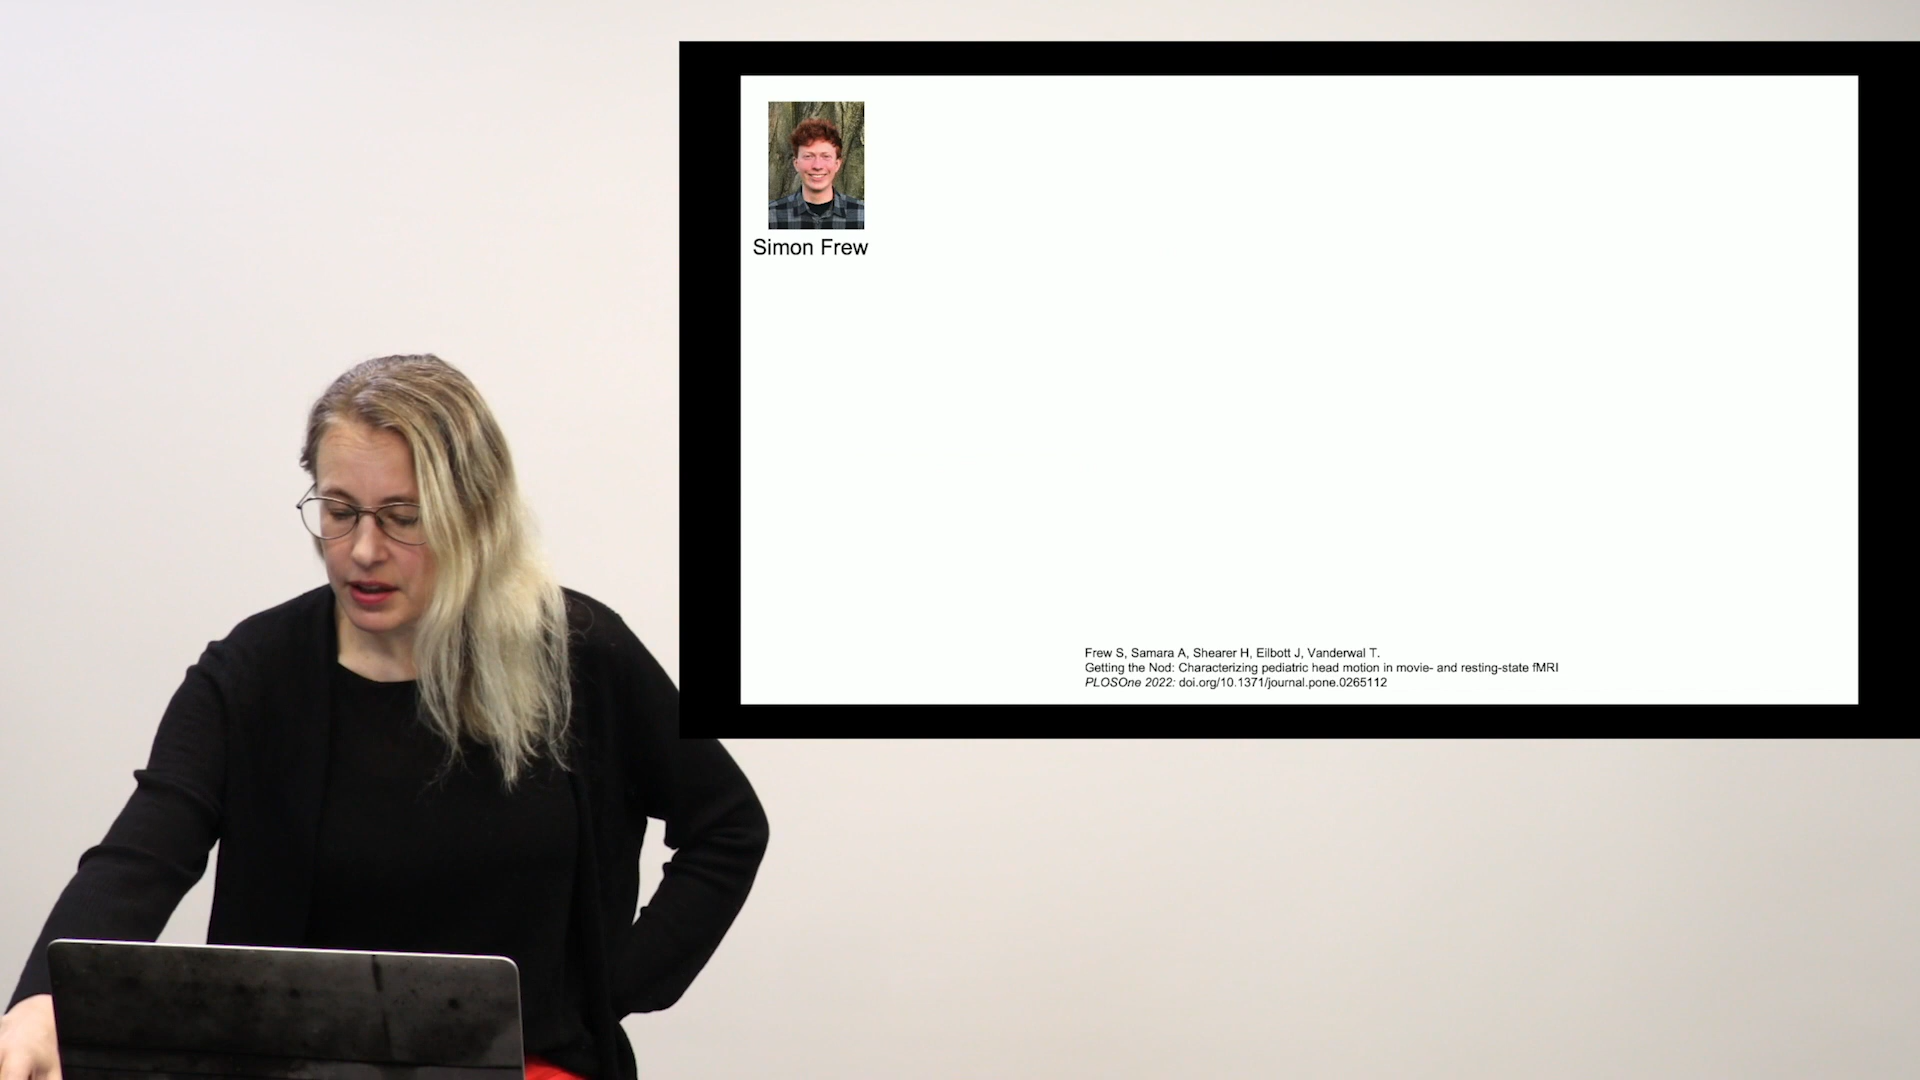 Simon Frew
Frew S, Samara A, Shearer H, Eilbott J, Vanderwal T.
Getting the Nod: Characterizing pediatric head motion in movie- and resting-state fMRI
PLOSOne 2022: doi.org/10.1371/journal.pone.0265112